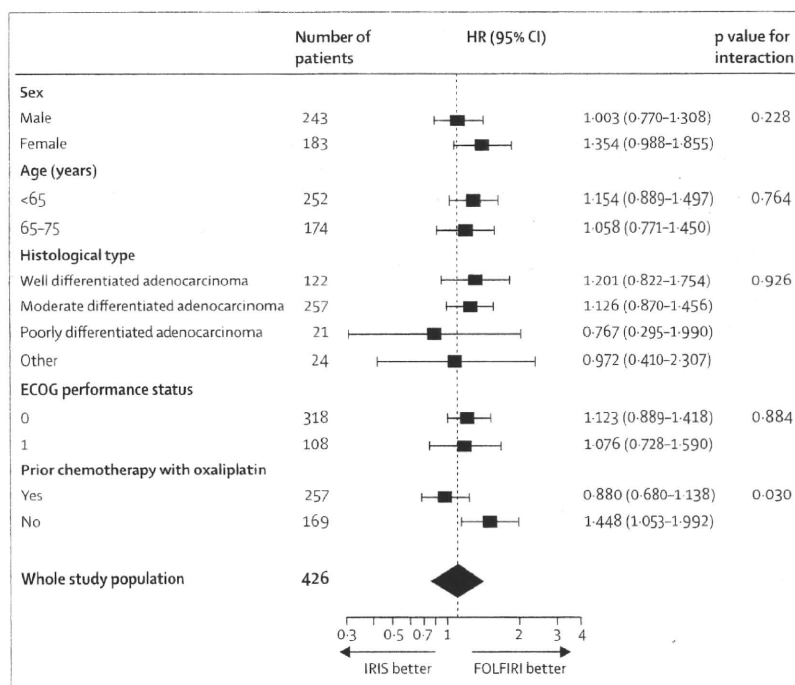 Number of patients HR (95% CI) p value for interaction
Sex
Male 243 1·003 (0·770–1·308) 0·228
Female 183 1·354 (0·988–1·855)
Age (years)
<65 252 1·154 (0·889–1·497) 0·764
65–75 174 1·058 (0·771–1·450)
Histological type
Well differentiated adenocarcinoma 122 1·201 (0·822–1·754) 0·926
Moderate differentiated adenocarcinoma 257 1·126 (0·870–1·456)
Poorly differentiated adenocarcinoma 21 0·767 (0·295–1·990)
Other 24 0·972 (0·410–2·307)
ECOG performance status
0 318 1·123 (0·889–1·418) 0·884
1 108 1·076 (0·728–1·590)
Prior chemotherapy with oxaliplatin
Yes 257 0·880 (0·680–1·138) 0·030
No 169 1·448 (1·053–1·992)
Whole study population 426
0·3 0·5 0·7 1 2 3 4
IRIS better FOLFIRI better